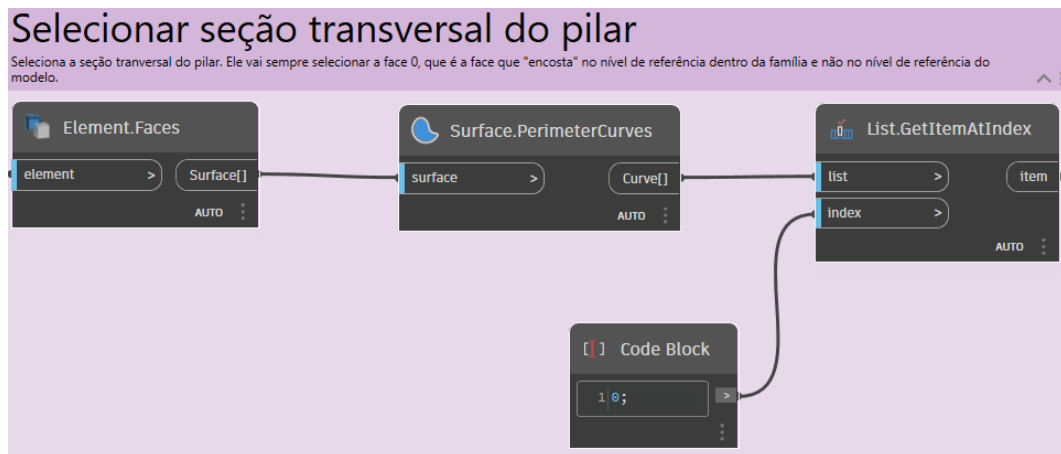 Selecionar seção transversal do pilar
Seleciona a seção tranversal do pilar. Ele vai sempre selecionar a face 0, que é a face que "encosta" no nível de referência dentro da família e não no nível de referência do
modelo.
Element.Faces
element > Surface[]
AUTO
Surface.PerimeterCurves
surface > Curve[]
AUTO
List.GetItemAtIndex
list > item
index >
AUTO
[I] Code Block
1 0; >